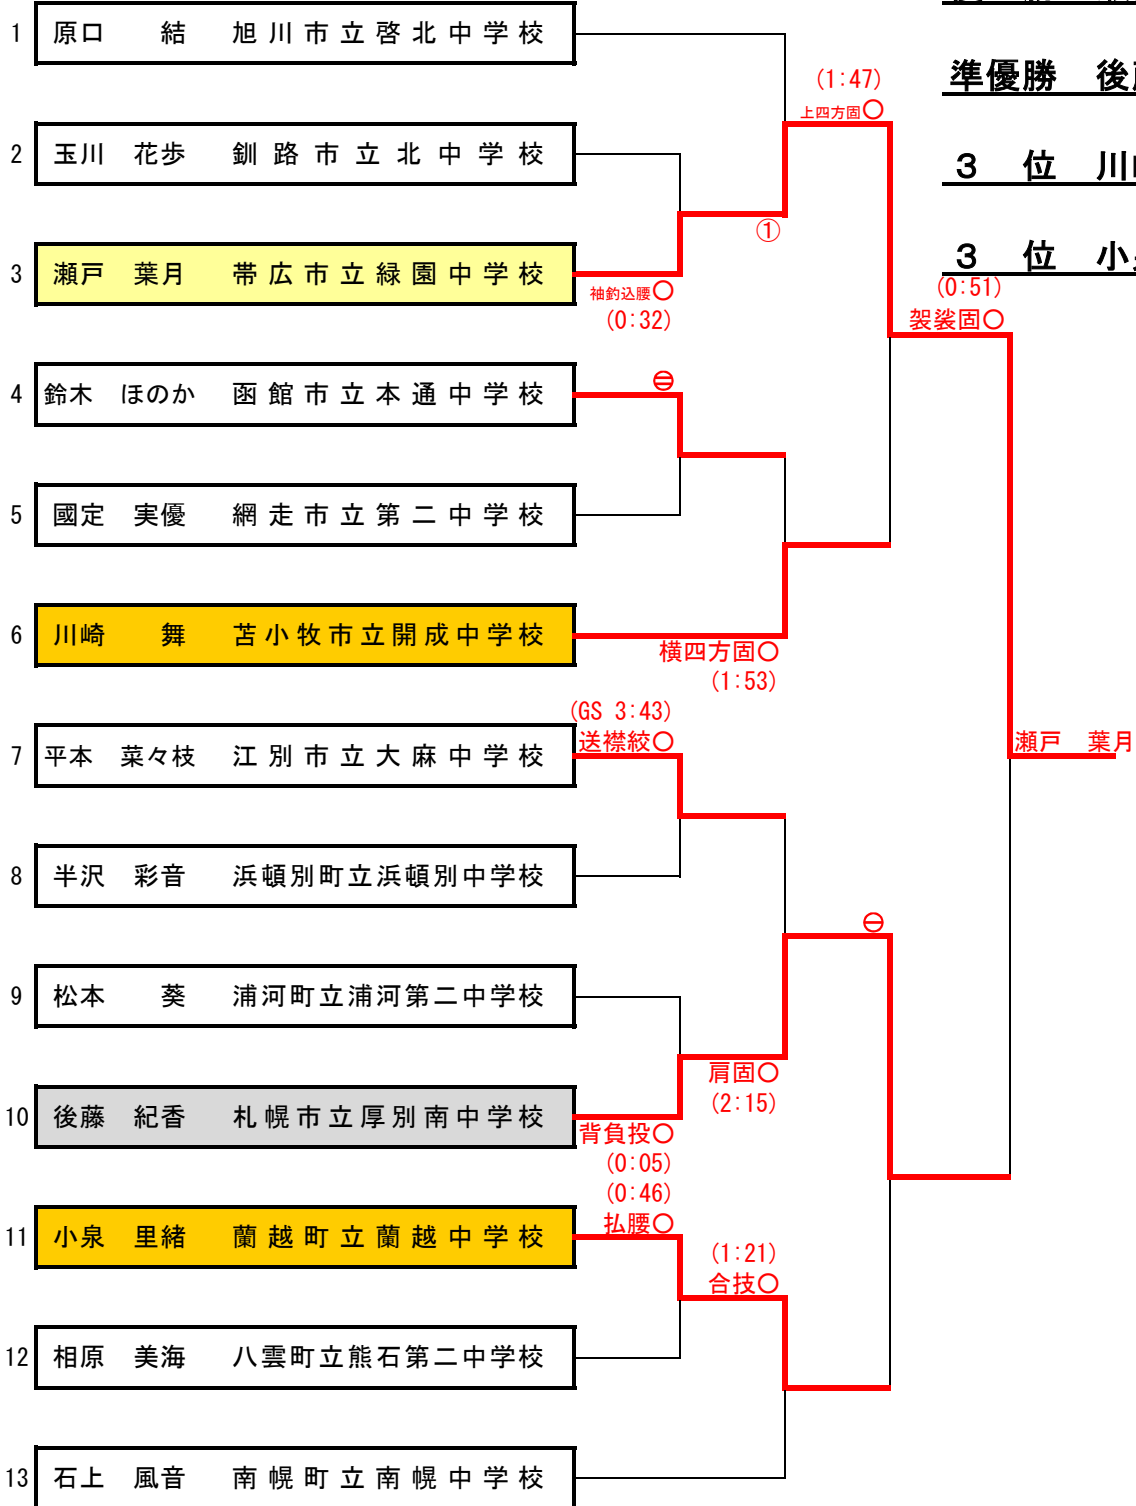 1 原口 結 旭川市立啓北中学校
(1:47)
準優勝 後
上四方固○
2 玉川 花歩 釧路市立北中学校
3 位 川
①
3 位 小
3 瀬戸 葉月 帯広市立緑園中学校
袖釣込腰○
(0:32)
(0:51)
袈裟固○
4 鈴木 ほのか 函館市立本通中学校
5 國定 実優 網走市立第二中学校
6 川崎 舞 苫小牧市立開成中学校
横四方固○
(1:53)
(GS 3:43)
送襟絞○
瀬戸 葉月
7 平本 菜々枝 江別市立大麻中学校
8 半沢 彩音 浜頓別町立浜頓別中学校
9 松本 葵 浦河町立浦河第二中学校
肩固○
(2:15)
10 後藤 紀香 札幌市立厚別南中学校
背負投○
(0:05)
(0:46)
払腰○
11 小泉 里緒 蘭越町立蘭越中学校
(1:21)
合技○
12 相原 美海 八雲町立熊石第二中学校
13 石上 風音 南幌町立南幌中学校